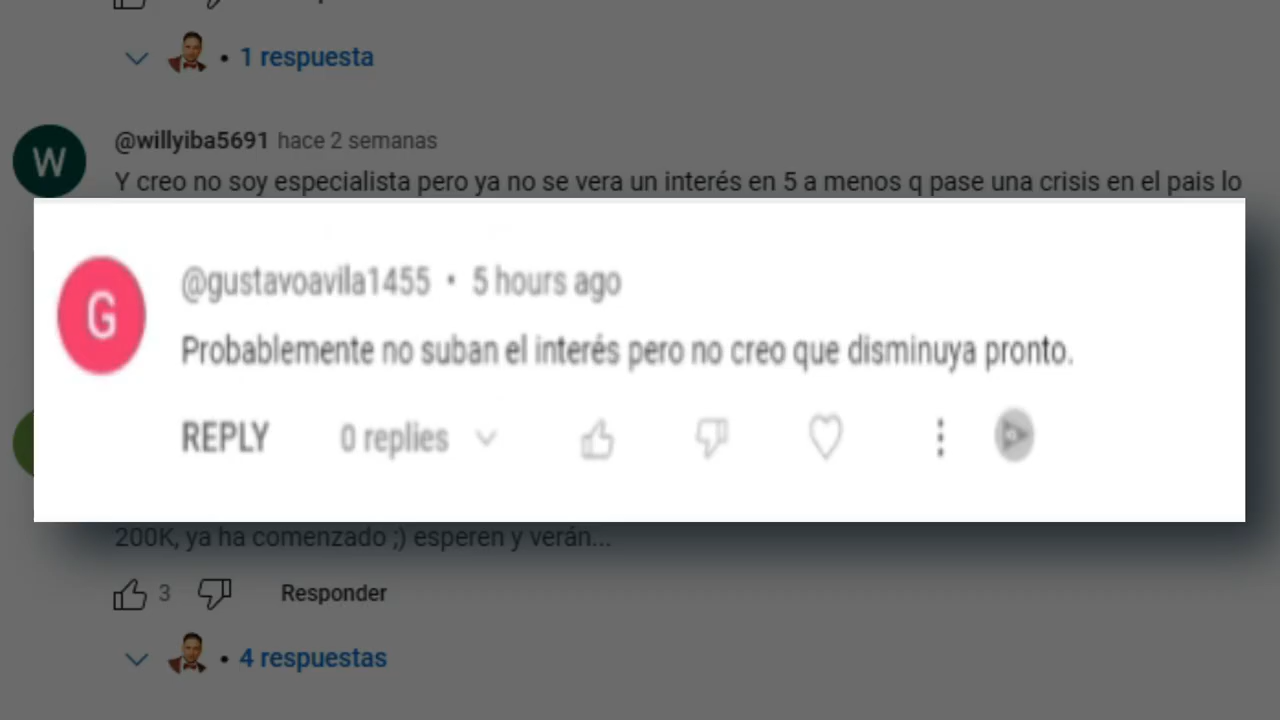 1 respuesta
W
@willyiba5691 hace 2 semanas
Y creo no soy especialista pero ya no se vera un interés en 5 a menos q pase una crisis en el pais lo
G
@gustavoavila1455 • 5 hours ago
Probablemente no suban el interés pero no creo que disminuya pronto.
REPLY 0 replies
200K, ya ha comenzado ;) esperen y verán...
3 Responder
4 respuestas